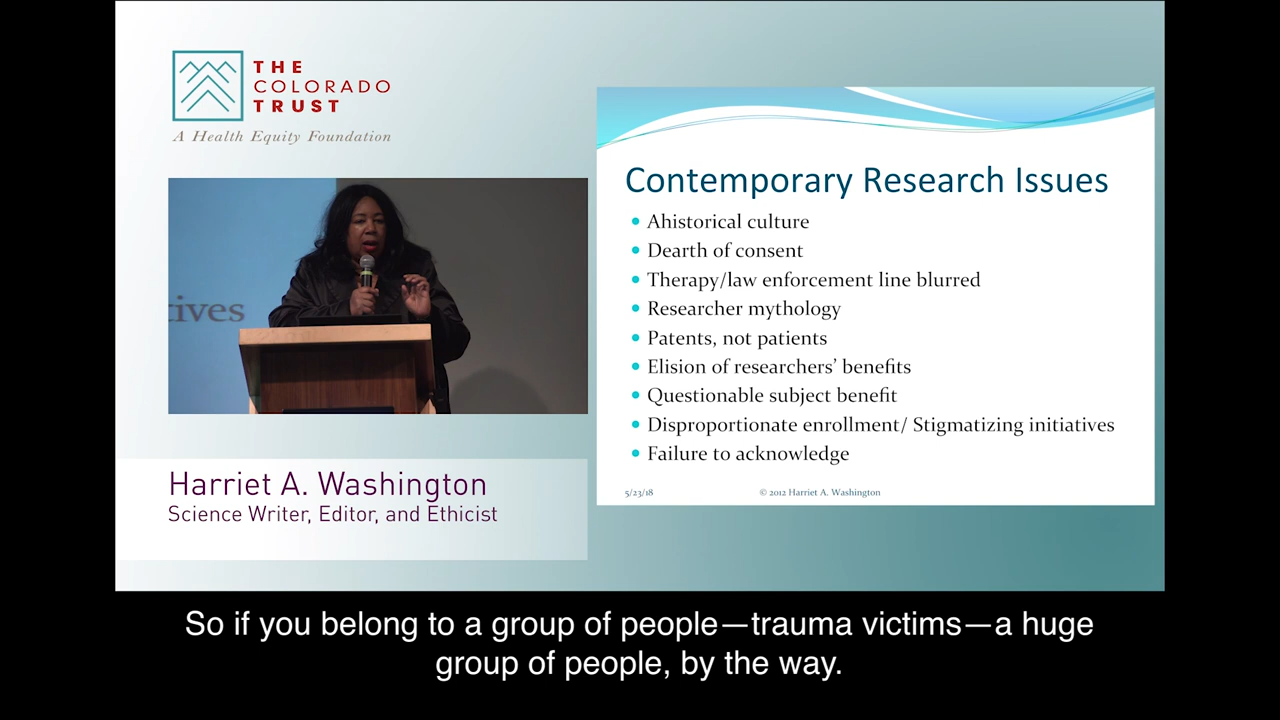 THE
COLORADO
TRUST
A Health Equity Foundation
tives
Harriet A. Washington
Science Writer, Editor, and Ethicist
Contemporary Research Issues
• Ahistorical culture
• Dearth of consent
• Therapy/law enforcement line blurred
• Researcher mythology
• Patents, not patients
• Elision of researchers’ benefits
• Questionable subject benefit
• Disproportionate enrollment/ Stigmatizing initiatives
• Failure to acknowledge
5/23/18 © 2012 Harriet A. Washington
So if you belong to a group of people—trauma victims—a huge
group of people, by the way.